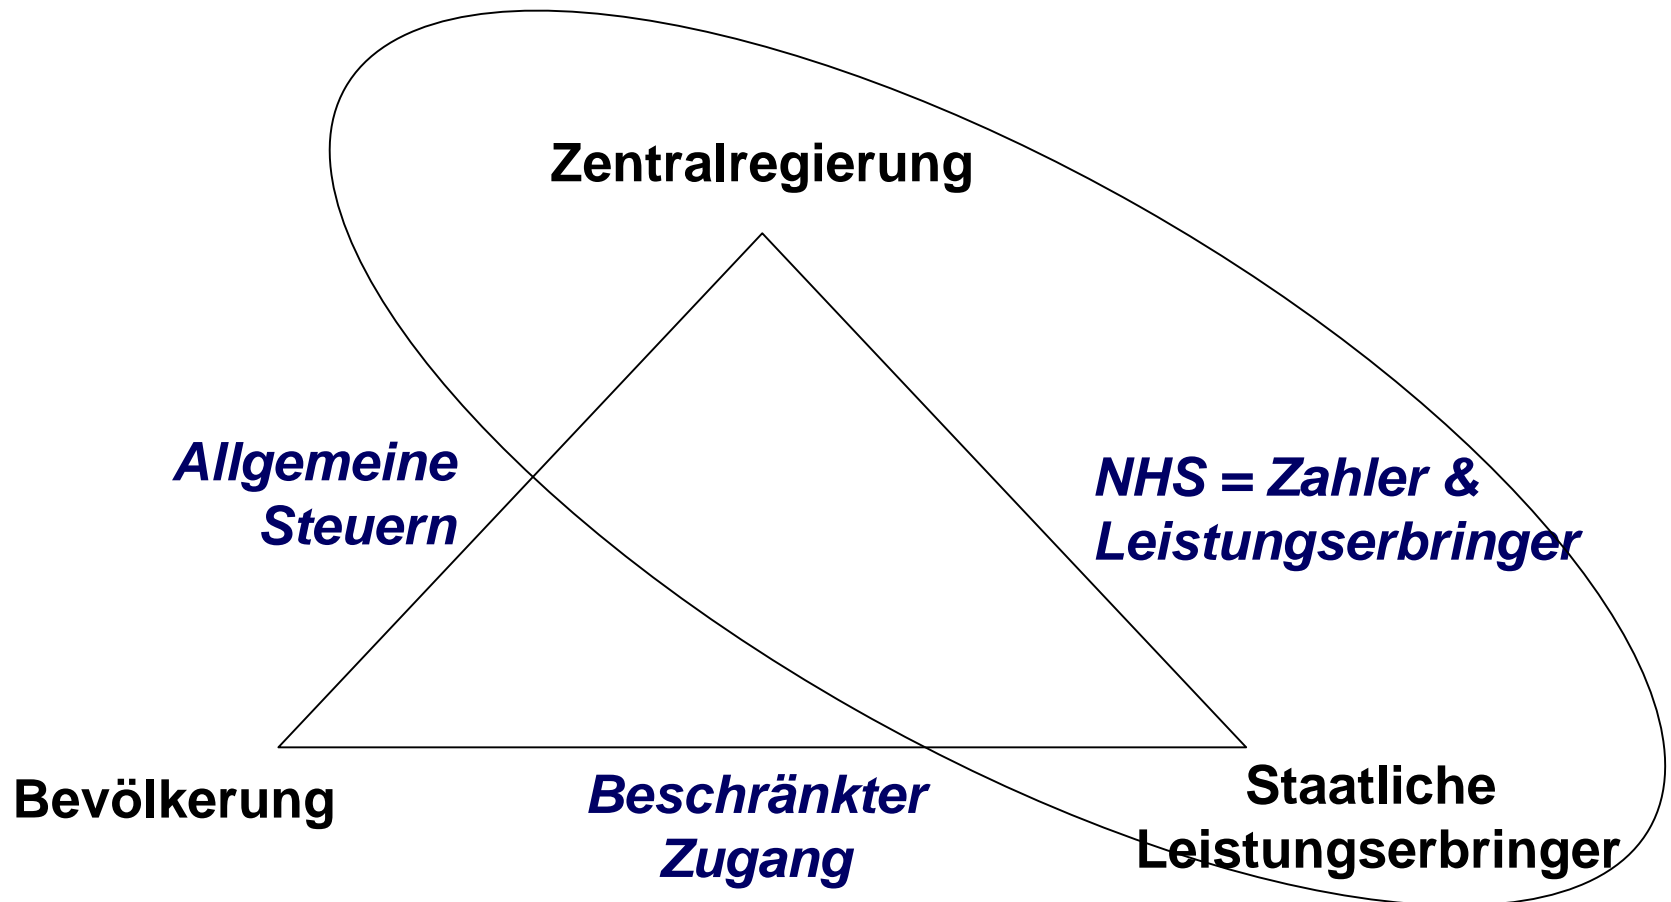 Zentralregierung
Allgemeine
Steuern
NHS = Zahler &
Leistungserbringer
Bevölkerung
Beschränkter
Zugang
Staatliche
Leistungserbringer